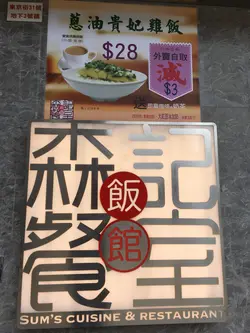 東京街31號
地下2號鋪
蔥油貴妃雞飯
$28
外賣自取
減
$3
森記
飯館
餐室
SUM'S CUISINE & RESTAURANT